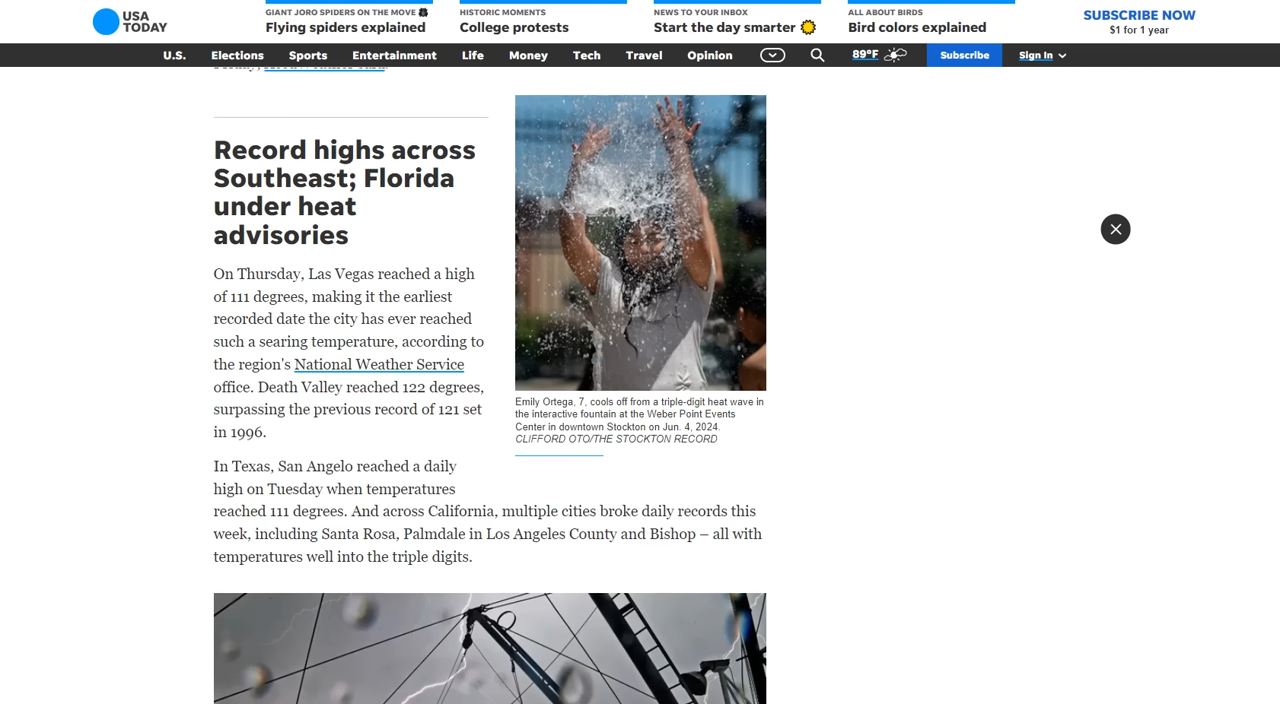 USA
TODAY
GIANT JORO SPIDERS ON THE MOVE
Flying spiders explained
HISTORIC MOMENTS
College protests
NEWS TO YOUR INBOX
Start the day smarter
ALL ABOUT BIRDS
Bird colors explained
SUBSCRIBE NOW
$1 for 1 year
U.S. Elections Sports Entertainment Life Money Tech Travel Opinion 89°F Subscribe Sign In
Record highs across
Southeast; Florida
under heat
advisories
On Thursday, Las Vegas reached a high
of 111 degrees, making it the earliest
recorded date the city has ever reached
such a searing temperature, according to
the region's National Weather Service
office. Death Valley reached 122 degrees,
surpassing the previous record of 121 set
in 1996.
Emily Ortega, 7, cools off from a triple-digit heat wave in
the interactive fountain at the Weber Point Events
Center in downtown Stockton on Jun. 4, 2024.
CLIFFORD OTO/THE STOCKTON RECORD
In Texas, San Angelo reached a daily
high on Tuesday when temperatures
reached 111 degrees. And across California, multiple cities broke daily records this
week, including Santa Rosa, Palmdale in Los Angeles County and Bishop – all with
temperatures well into the triple digits.